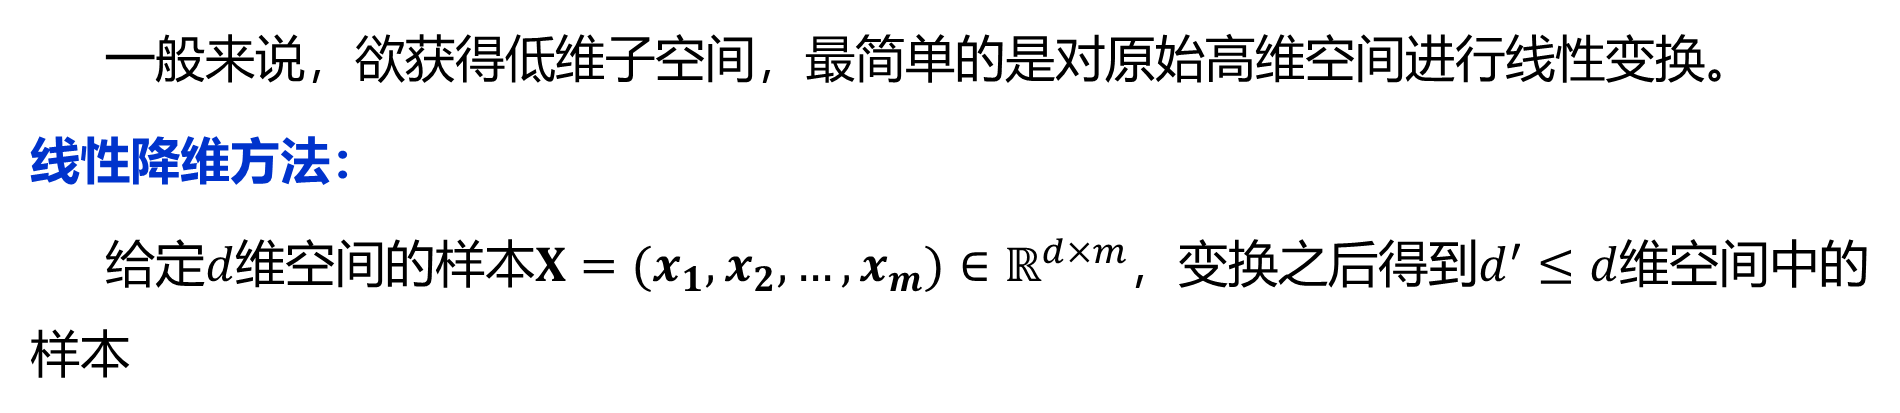 一般来说，欲获得低维子空间，最简单的是对原始高维空间进行线性变换。
线性降维方法：
给定d维空间的样本𝐗 = (𝒙₁, 𝒙₂, … , 𝒙ₘ) ∈ ℝ^{d×m}，变换之后得到d′ ≤ d维空间中的
样本